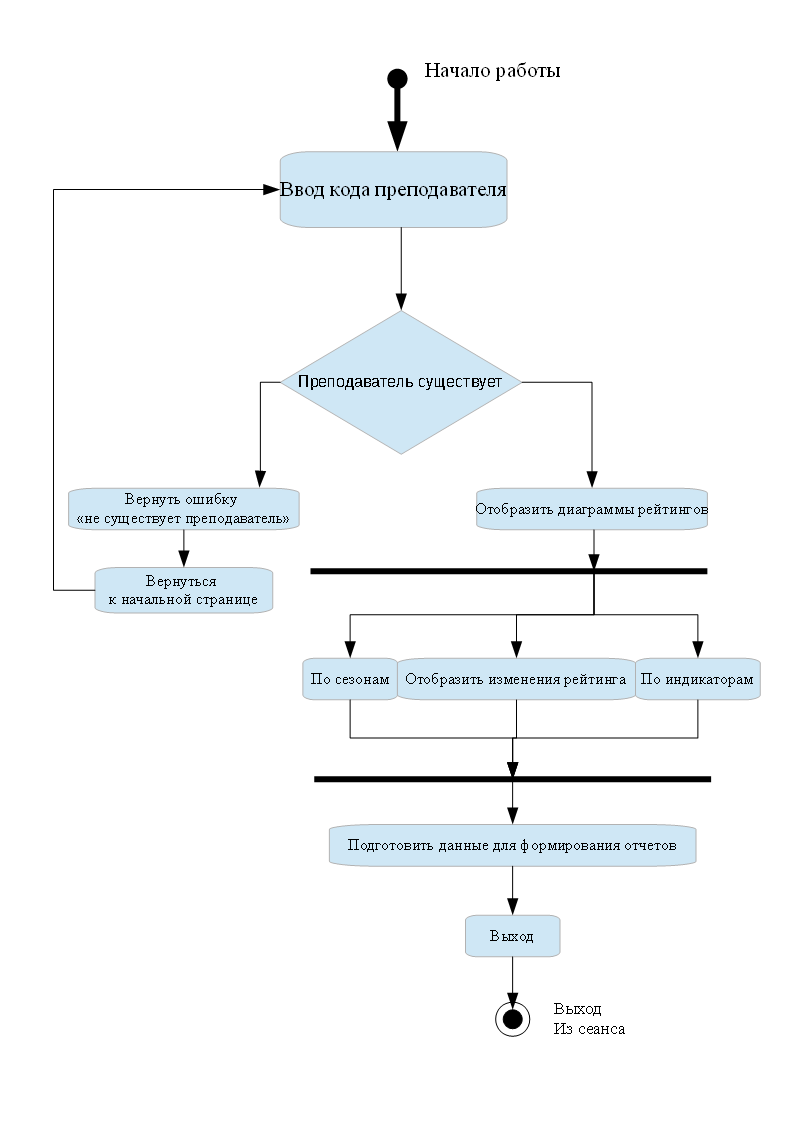 Начало работы
Ввод кода преподавателя
Преподаватель существует
Вернуть ошибку
«не существует преподаватель»
Отобразить диаграммы рейтингов
Вернуться
к начальной странице
По сезонам
Отобразить изменения рейтинга
По индикаторам
Подготовить данные для формирования отчетов
Выход
Выход
Из сеанса